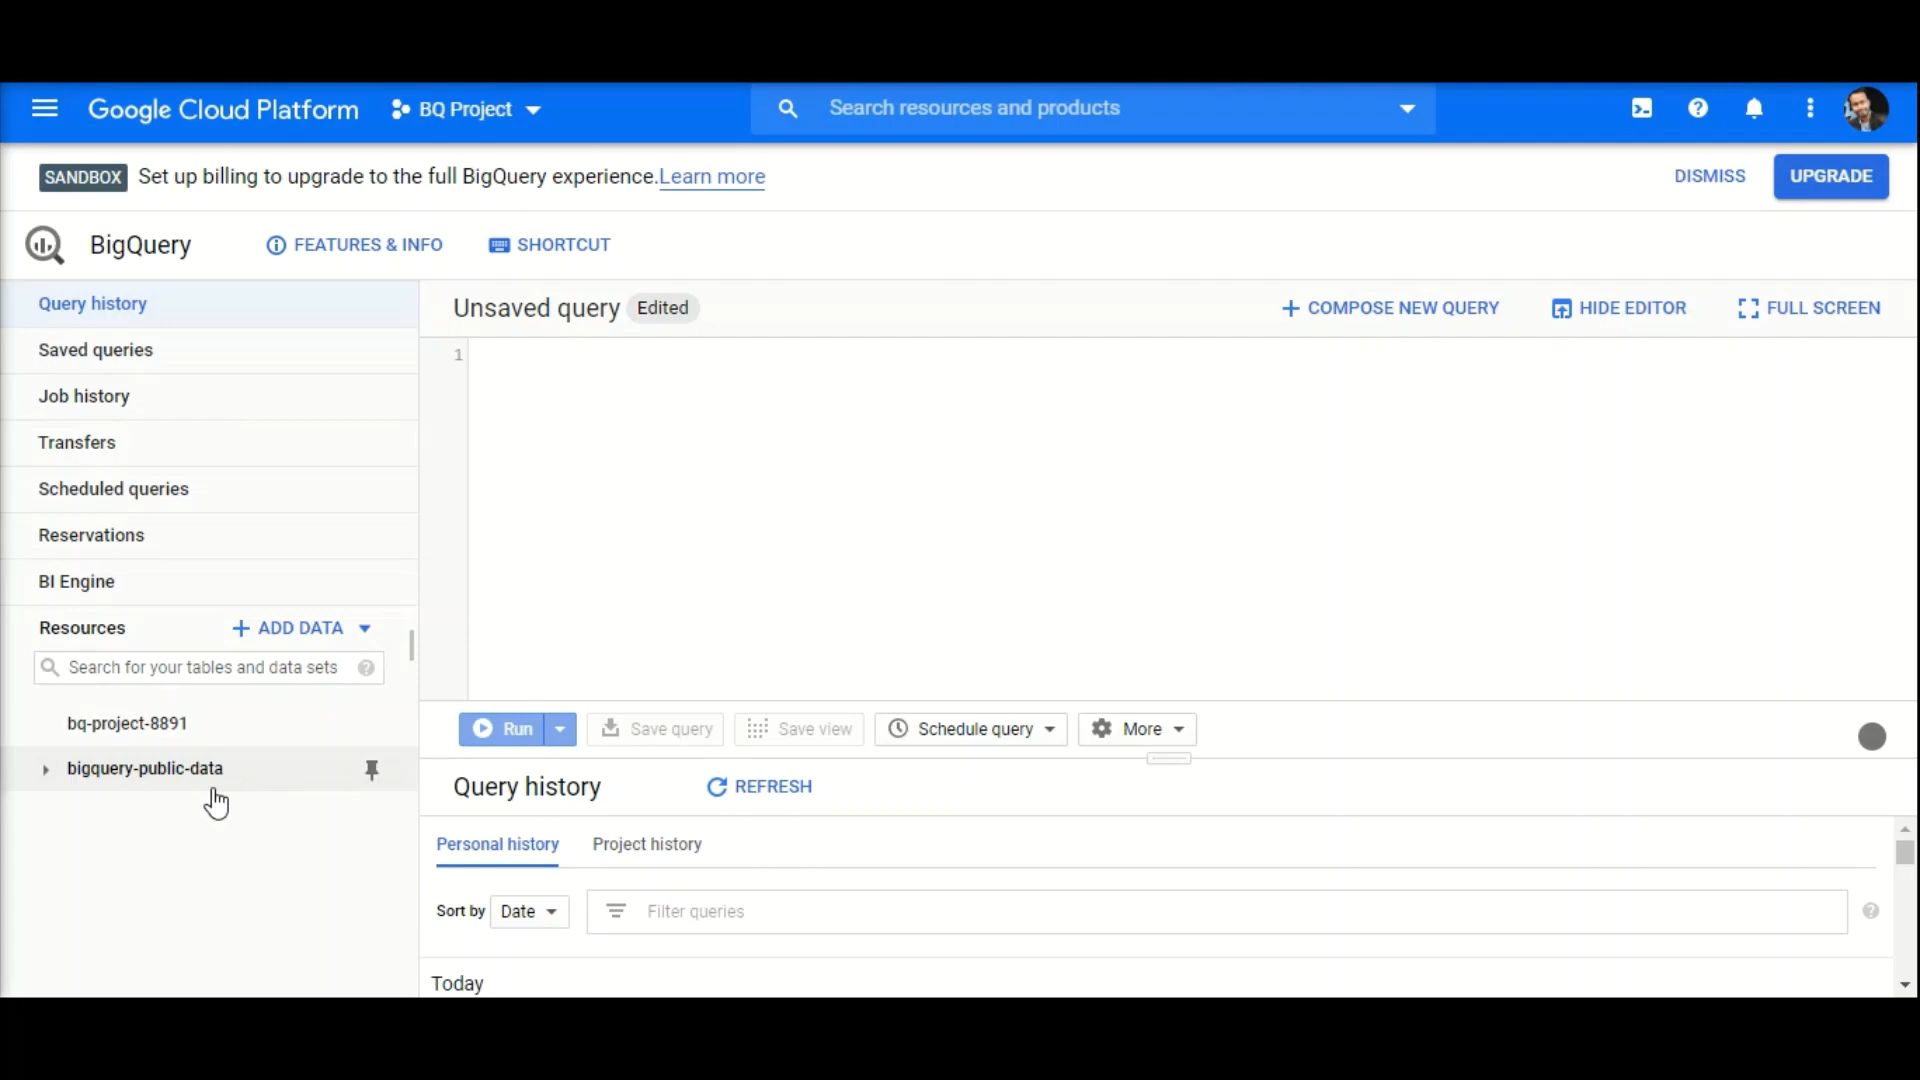 Google Cloud Platform BQ Project Search resources and products
SANDBOX Set up billing to upgrade to the full BigQuery experience.Learn more DISMISS UPGRADE
BigQuery FEATURES & INFO SHORTCUT
Query history
Saved queries
Job history
Transfers
Scheduled queries
Reservations
BI Engine
Resources ADD DATA
Search for your tables and data sets
bq-project-8891
bigquery-public-data
Unsaved query Edited COMPOSE NEW QUERY HIDE EDITOR FULL SCREEN
1
Run Save query Save view Schedule query More
Query history REFRESH
Personal history Project history
Sort by Date Filter queries
Today